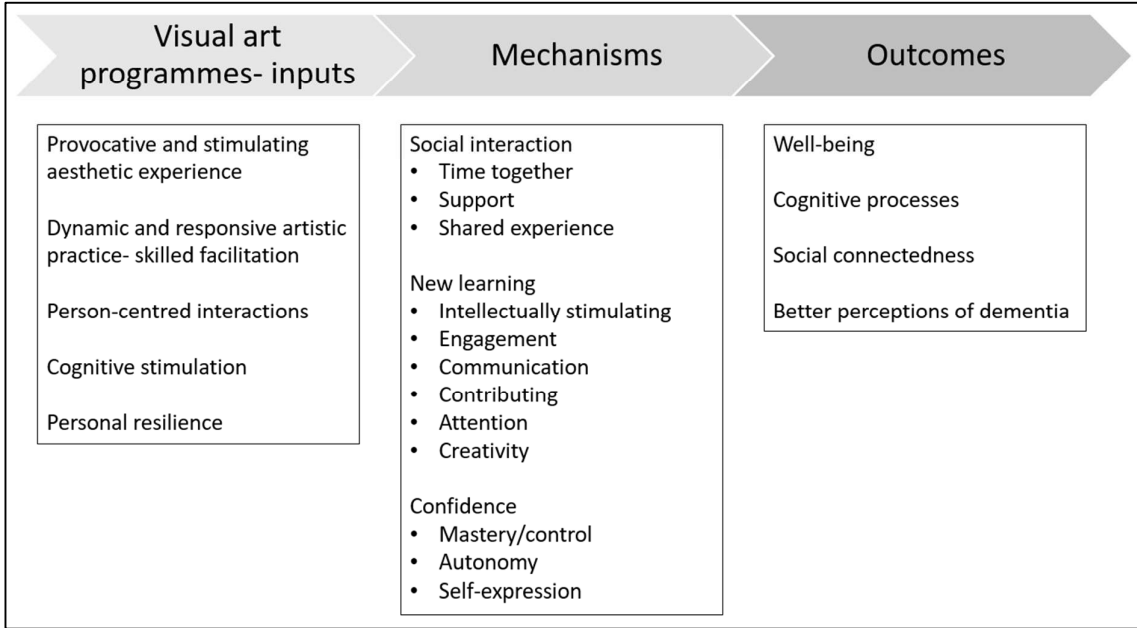 Visual art
programmes- inputs
Mechanisms
Outcomes
Provocative and stimulating
aesthetic experience
Dynamic and responsive artistic
practice- skilled facilitation
Person-centred interactions
Cognitive stimulation
Personal resilience
Social interaction
• Time together
• Support
• Shared experience
New learning
• Intellectually stimulating
• Engagement
• Communication
• Contributing
• Attention
• Creativity
Confidence
• Mastery/control
• Autonomy
• Self-expression
Well-being
Cognitive processes
Social connectedness
Better perceptions of dementia